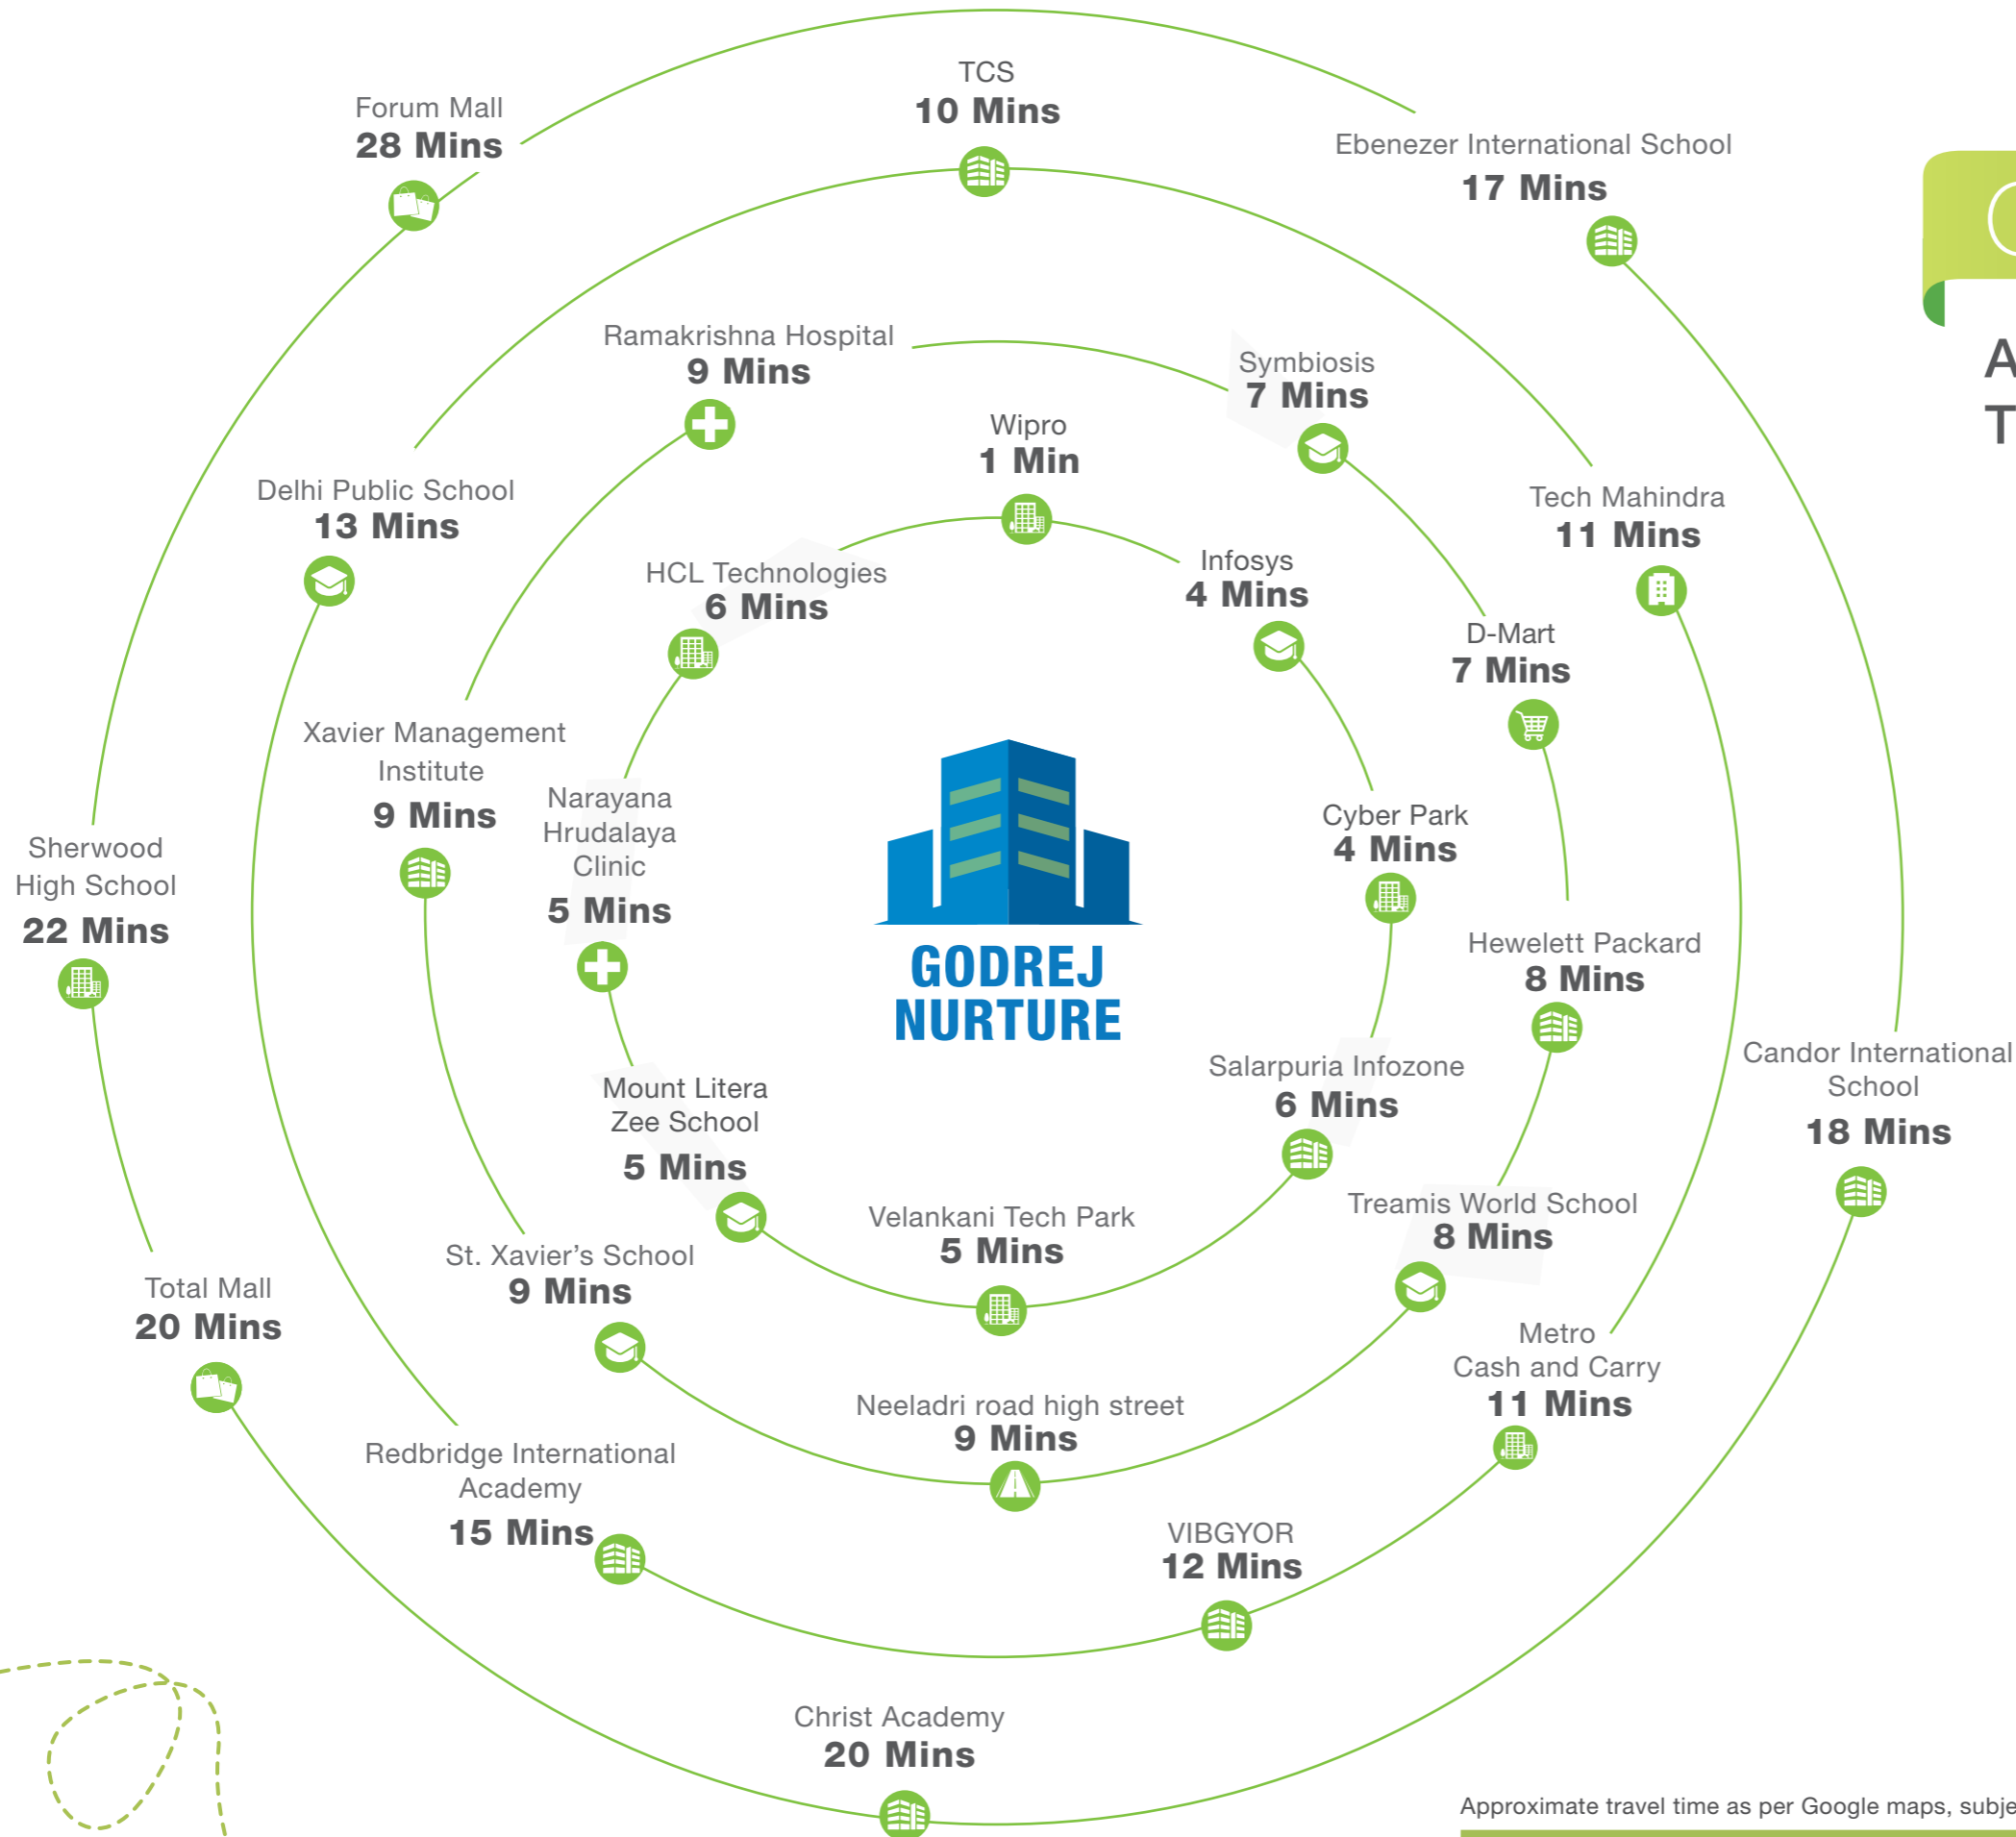 TCS
10 Mins
Forum Mall
28 Mins
Ebenezer International School
17 Mins
Ramakrishna Hospital
9 Mins
Symbiosis
7 Mins
Wipro
1 Min
Delhi Public School
13 Mins
Tech Mahindra
11 Mins
HCL Technologies
6 Mins
Infosys
4 Mins
D-Mart
7 Mins
Xavier Management
Institute
9 Mins
Narayana
Hrudalaya
Clinic
5 Mins
Cyber Park
4 Mins
Sherwood
High School
22 Mins
GODREJ
NURTURE
Hewelett Packard
8 Mins
Candor International
School
18 Mins
Salarpuria Infozone
6 Mins
Mount Litera
Zee School
5 Mins
Velankani Tech Park
5 Mins
Treamis World School
8 Mins
St. Xavier’s School
9 Mins
Total Mall
20 Mins
Metro
Cash and Carry
11 Mins
Neeladri road high street
9 Mins
Redbridge International
Academy
15 Mins
VIBGYOR
12 Mins
Christ Academy
20 Mins
Approximate travel time as per Google maps,